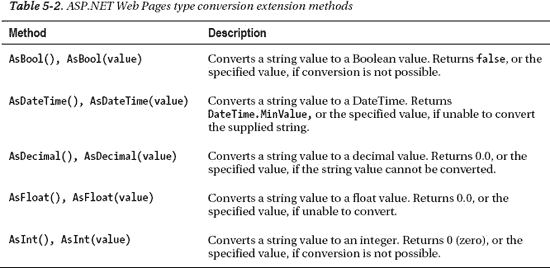 Table 5-2. ASP.NET Web Pages type conversion extension methods
Method Description
AsBool(), AsBool(value) Converts a string value to a Boolean value. Returns false, or the
specified value, if conversion is not possible.
AsDateTime(), AsDateTime(value) Converts a string value to a DateTime. Returns
DateTime.MinValue, or the specified value, if unable to convert
the supplied string.
AsDecimal(), AsDecimal(value) Converts a string value to a decimal value. Returns 0.0, or the
specified value, if the string value cannot be converted.
AsFloat(), AsFloat(value) Converts a string value to a float value. Returns 0.0, or the
specified value, if unable to convert.
AsInt(), AsInt(value) Converts a string value to an integer. Returns 0 (zero), or the
specified value, if conversion is not possible.